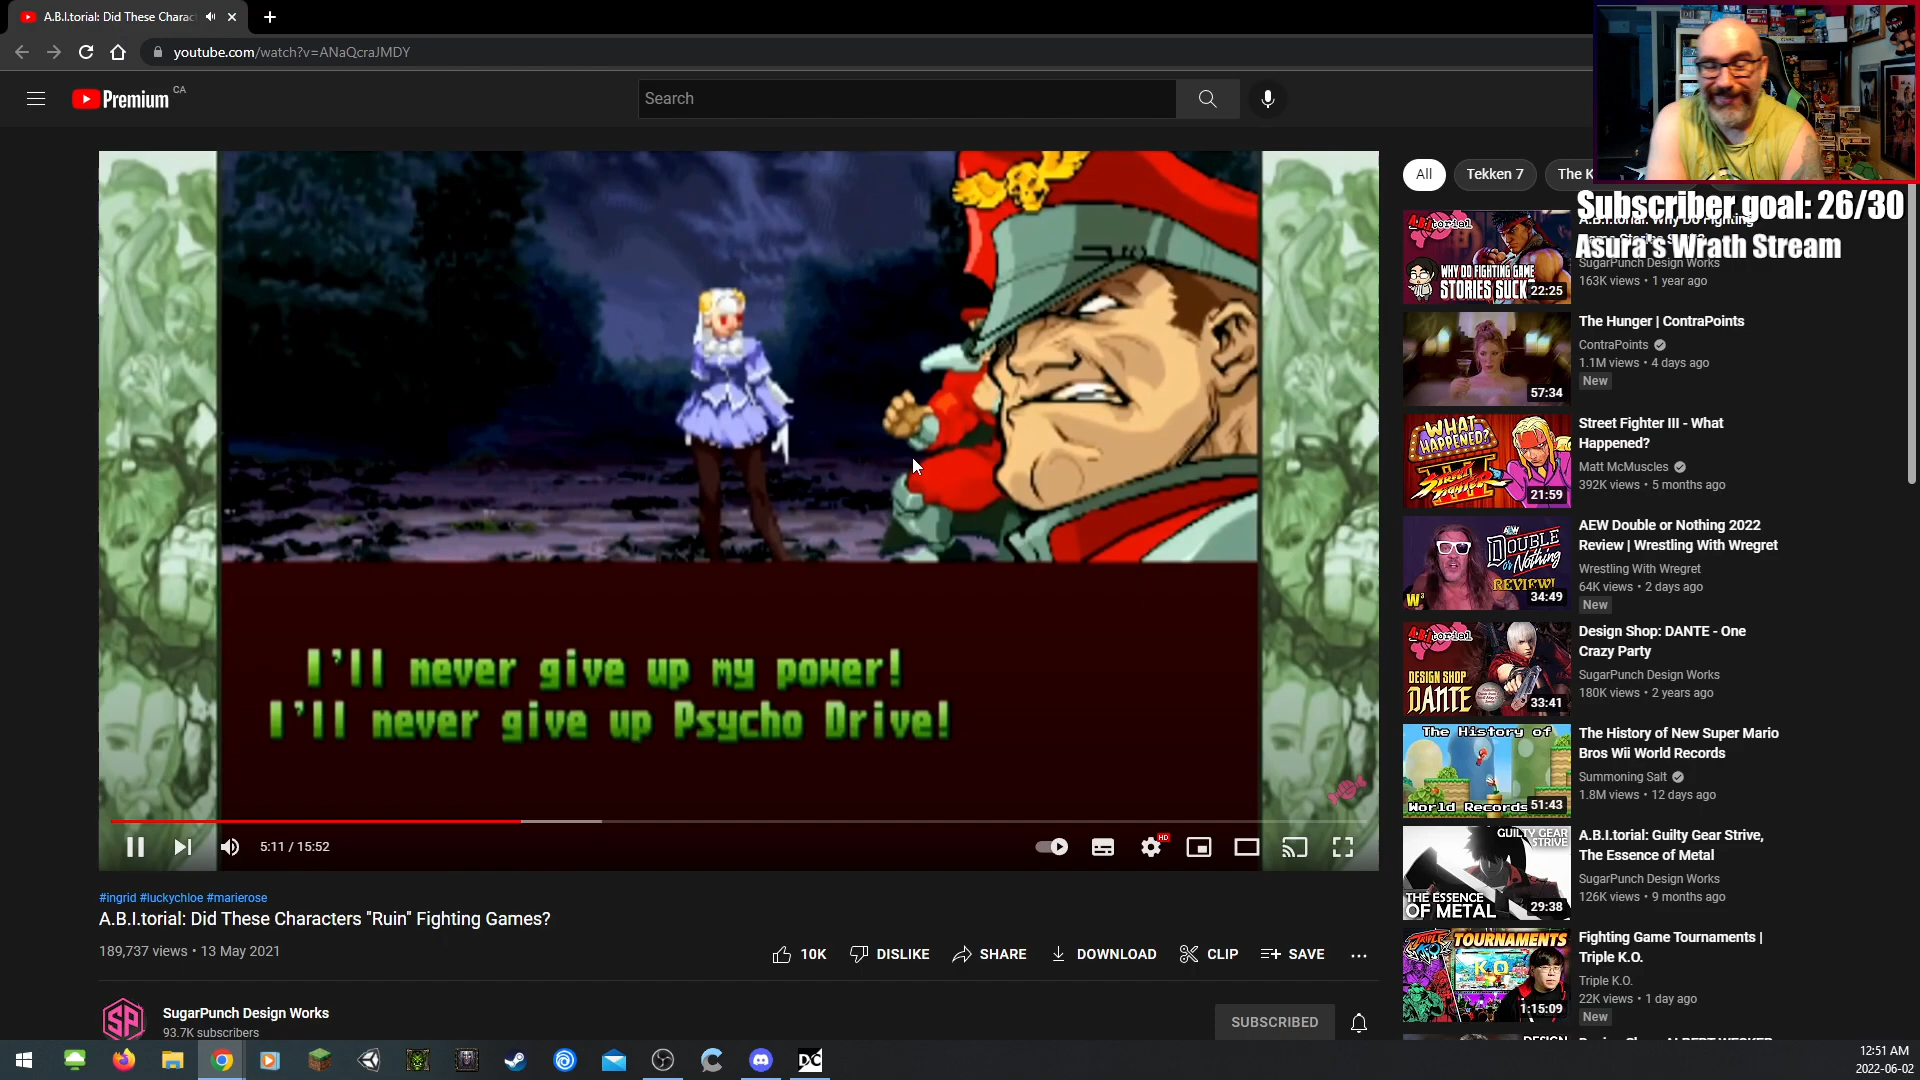 A.B.I.torial: Did These Charac
youtube.com/watch?v=ANaQcraJMDY
Premium CA
Search
I'll never give up my power!
I'll never give up Psycho Drive!
5:11 / 15:52
HD
#ingrid #luckychloe #marierose
A.B.I.torial: Did These Characters "Ruin" Fighting Games?
189,737 views • 13 May 2021
10K
DISLIKE
SHARE
DOWNLOAD
CLIP
SAVE
SugarPunch Design Works
93.7K subscribers
SUBSCRIBED
All
Tekken 7
The K
Subscriber goal: 26/30
Asura's Wrath Stream
A.B.I.torial: Why Do Fighting
SugarPunch Design Works
163K views • 1 year ago
WHY DO FIGHTING GAME
STORIES SUCK?
22:25
The Hunger | ContraPoints
ContraPoints
1.1M views • 4 days ago
New
57:34
WHAT
HAPPENED?
STREET
FIGHTER
21:59
Street Fighter III - What
Happened?
Matt McMuscles
392K views • 5 months ago
AEW
DOUBLE
or Nothing
REVIEW!
34:49
AEW Double or Nothing 2022
Review | Wrestling With Wregret
Wrestling With Wregret
64K views • 2 days ago
New
DESIGN SHOP
DANTE
33:41
Design Shop: DANTE - One
Crazy Party
SugarPunch Design Works
180K views • 2 years ago
The History of
World Records
51:43
The History of New Super Mario
Bros Wii World Records
Summoning Salt
1.8M views • 12 days ago
GUILTY GEAR
STRIVE
THE ESSENCE
OF METAL
29:38
A.B.I.torial: Guilty Gear Strive,
The Essence of Metal
SugarPunch Design Works
126K views • 9 months ago
TRIPLE K.O.
TOURNAMENTS
K.O.
1:15:09
Fighting Game Tournaments |
Triple K.O.
Triple K.O.
22K views • 1 day ago
New
12:51 AM
2022-06-02